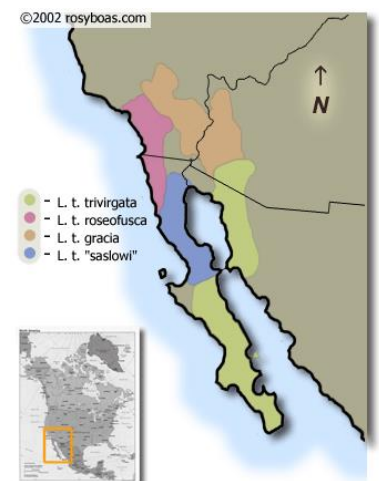 ©2002 rosyboas.com
N
- L. t. trivirgata
- L. t. roseofusca
- L. t. gracia
- L. t. "saslowi"